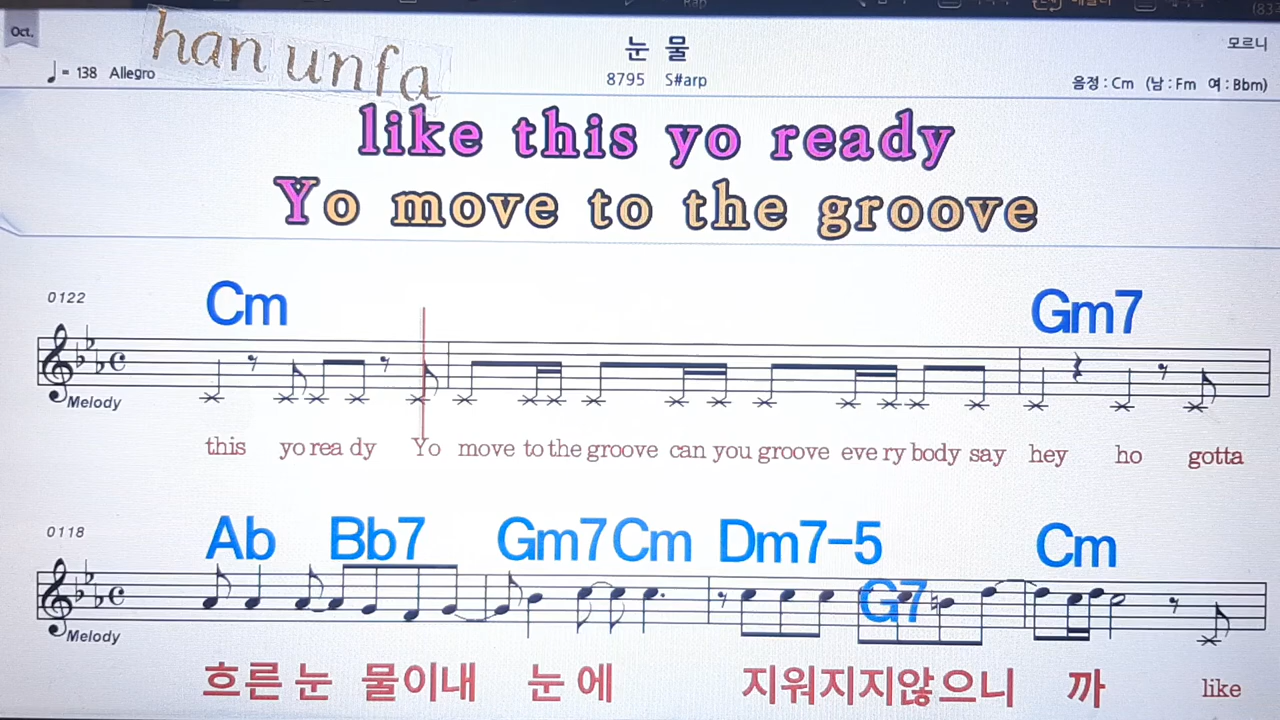 Oct.
han unfa
눈 물
모르니
= 138 Allegro
8795 S#arp
음정 : Cm (남 : Fm 여 : Bbm)
like this yo ready
Yo move to the groove
0122
Cm Gm7
Melody
this yo rea dy Yo move to the groove can you groove eve ry body say hey ho gotta
0118
Ab Bb7 Gm7 Cm Dm7-5 G7 Cm
Melody
흐른 눈 물이내 눈 에 지워지지않으니 까 like